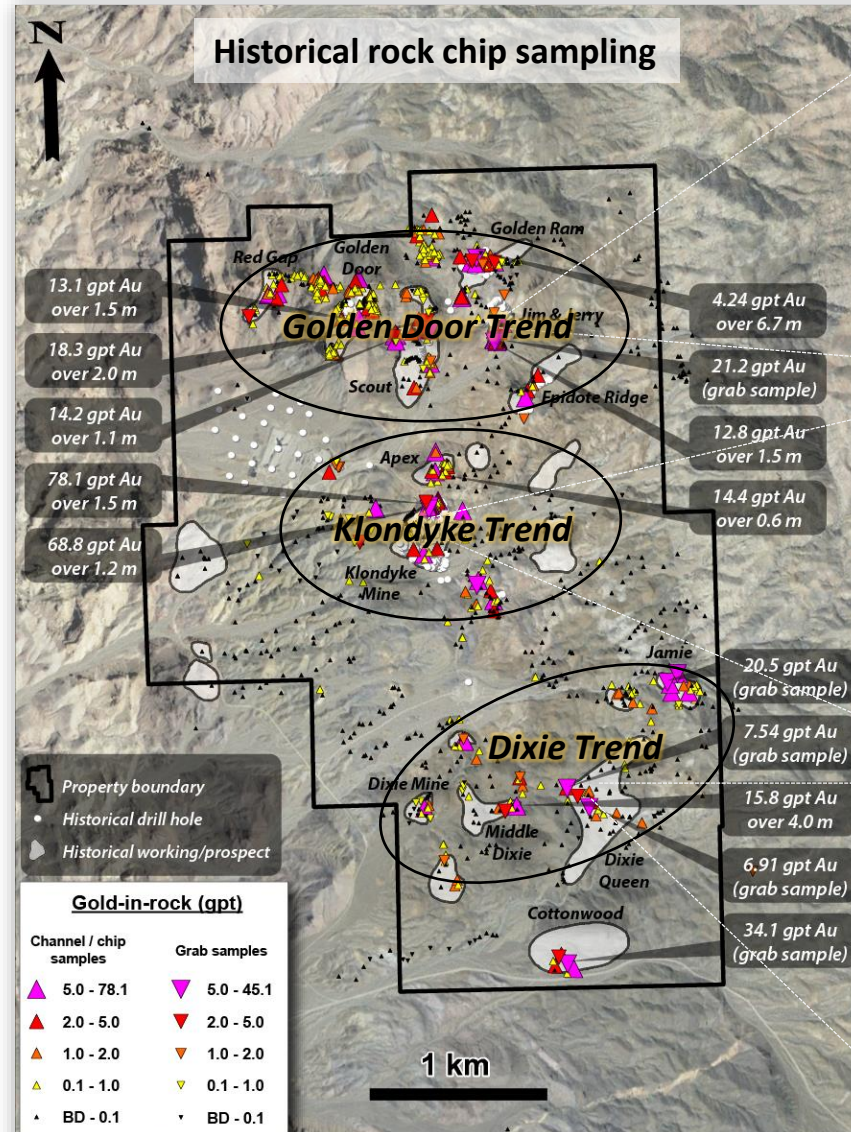 Historical rock chip sampling
N
Golden Ram
Golden
Door
Red Gap
13.1 gpt Au
over 1.5 m
4.24 gpt Au
over 6.7 m
Jim & Jerry
Golden Door Trend
18.3 gpt Au
over 2.0 m
21.2 gpt Au
(grab sample)
Scout
Epidote Ridge
14.2 gpt Au
over 1.1 m
12.8 gpt Au
over 1.5 m
Apex
78.1 gpt Au
over 1.5 m
14.4 gpt Au
over 0.6 m
Klondyke Trend
68.8 gpt Au
over 1.2 m
Klondyke
Mine
Jamie
20.5 gpt Au
(grab sample)
7.54 gpt Au
(grab sample)
Dixie Trend
Dixie Mine
15.8 gpt Au
over 4.0 m
Middle
Dixie
Dixie
Queen
6.91 gpt Au
(grab sample)
Cottonwood
34.1 gpt Au
(grab sample)
Property boundary
Historical drill hole
Historical working/prospect
Gold-in-rock (gpt)
Channel / chip
samples
Grab samples
5.0 - 78.1
5.0 - 45.1
2.0 - 5.0
2.0 - 5.0
1.0 - 2.0
1.0 - 2.0
0.1 - 1.0
0.1 - 1.0
BD - 0.1
BD - 0.1
1 km